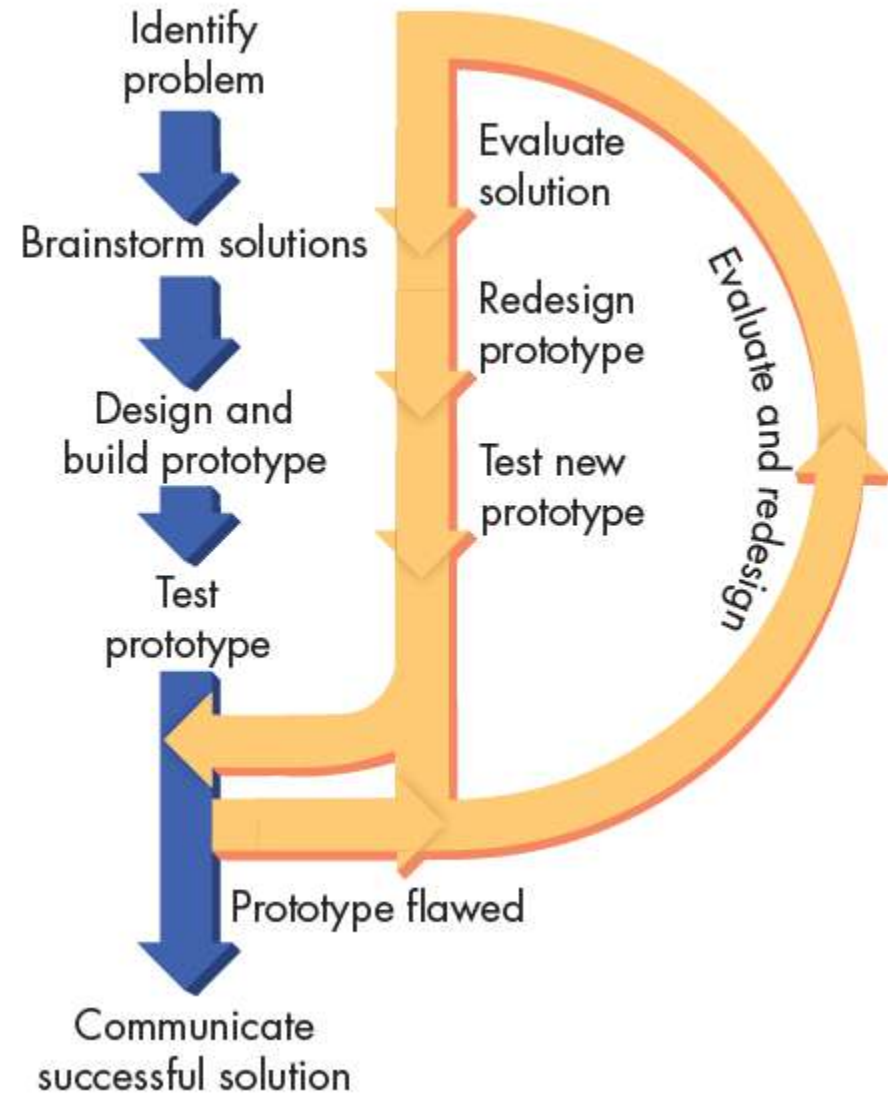 Identify
problem
Brainstorm solutions
Design and
build prototype
Test
prototype
Prototype flawed
Communicate
successful solution
Evaluate
solution
Redesign
prototype
Test new
prototype
Evaluate and redesign